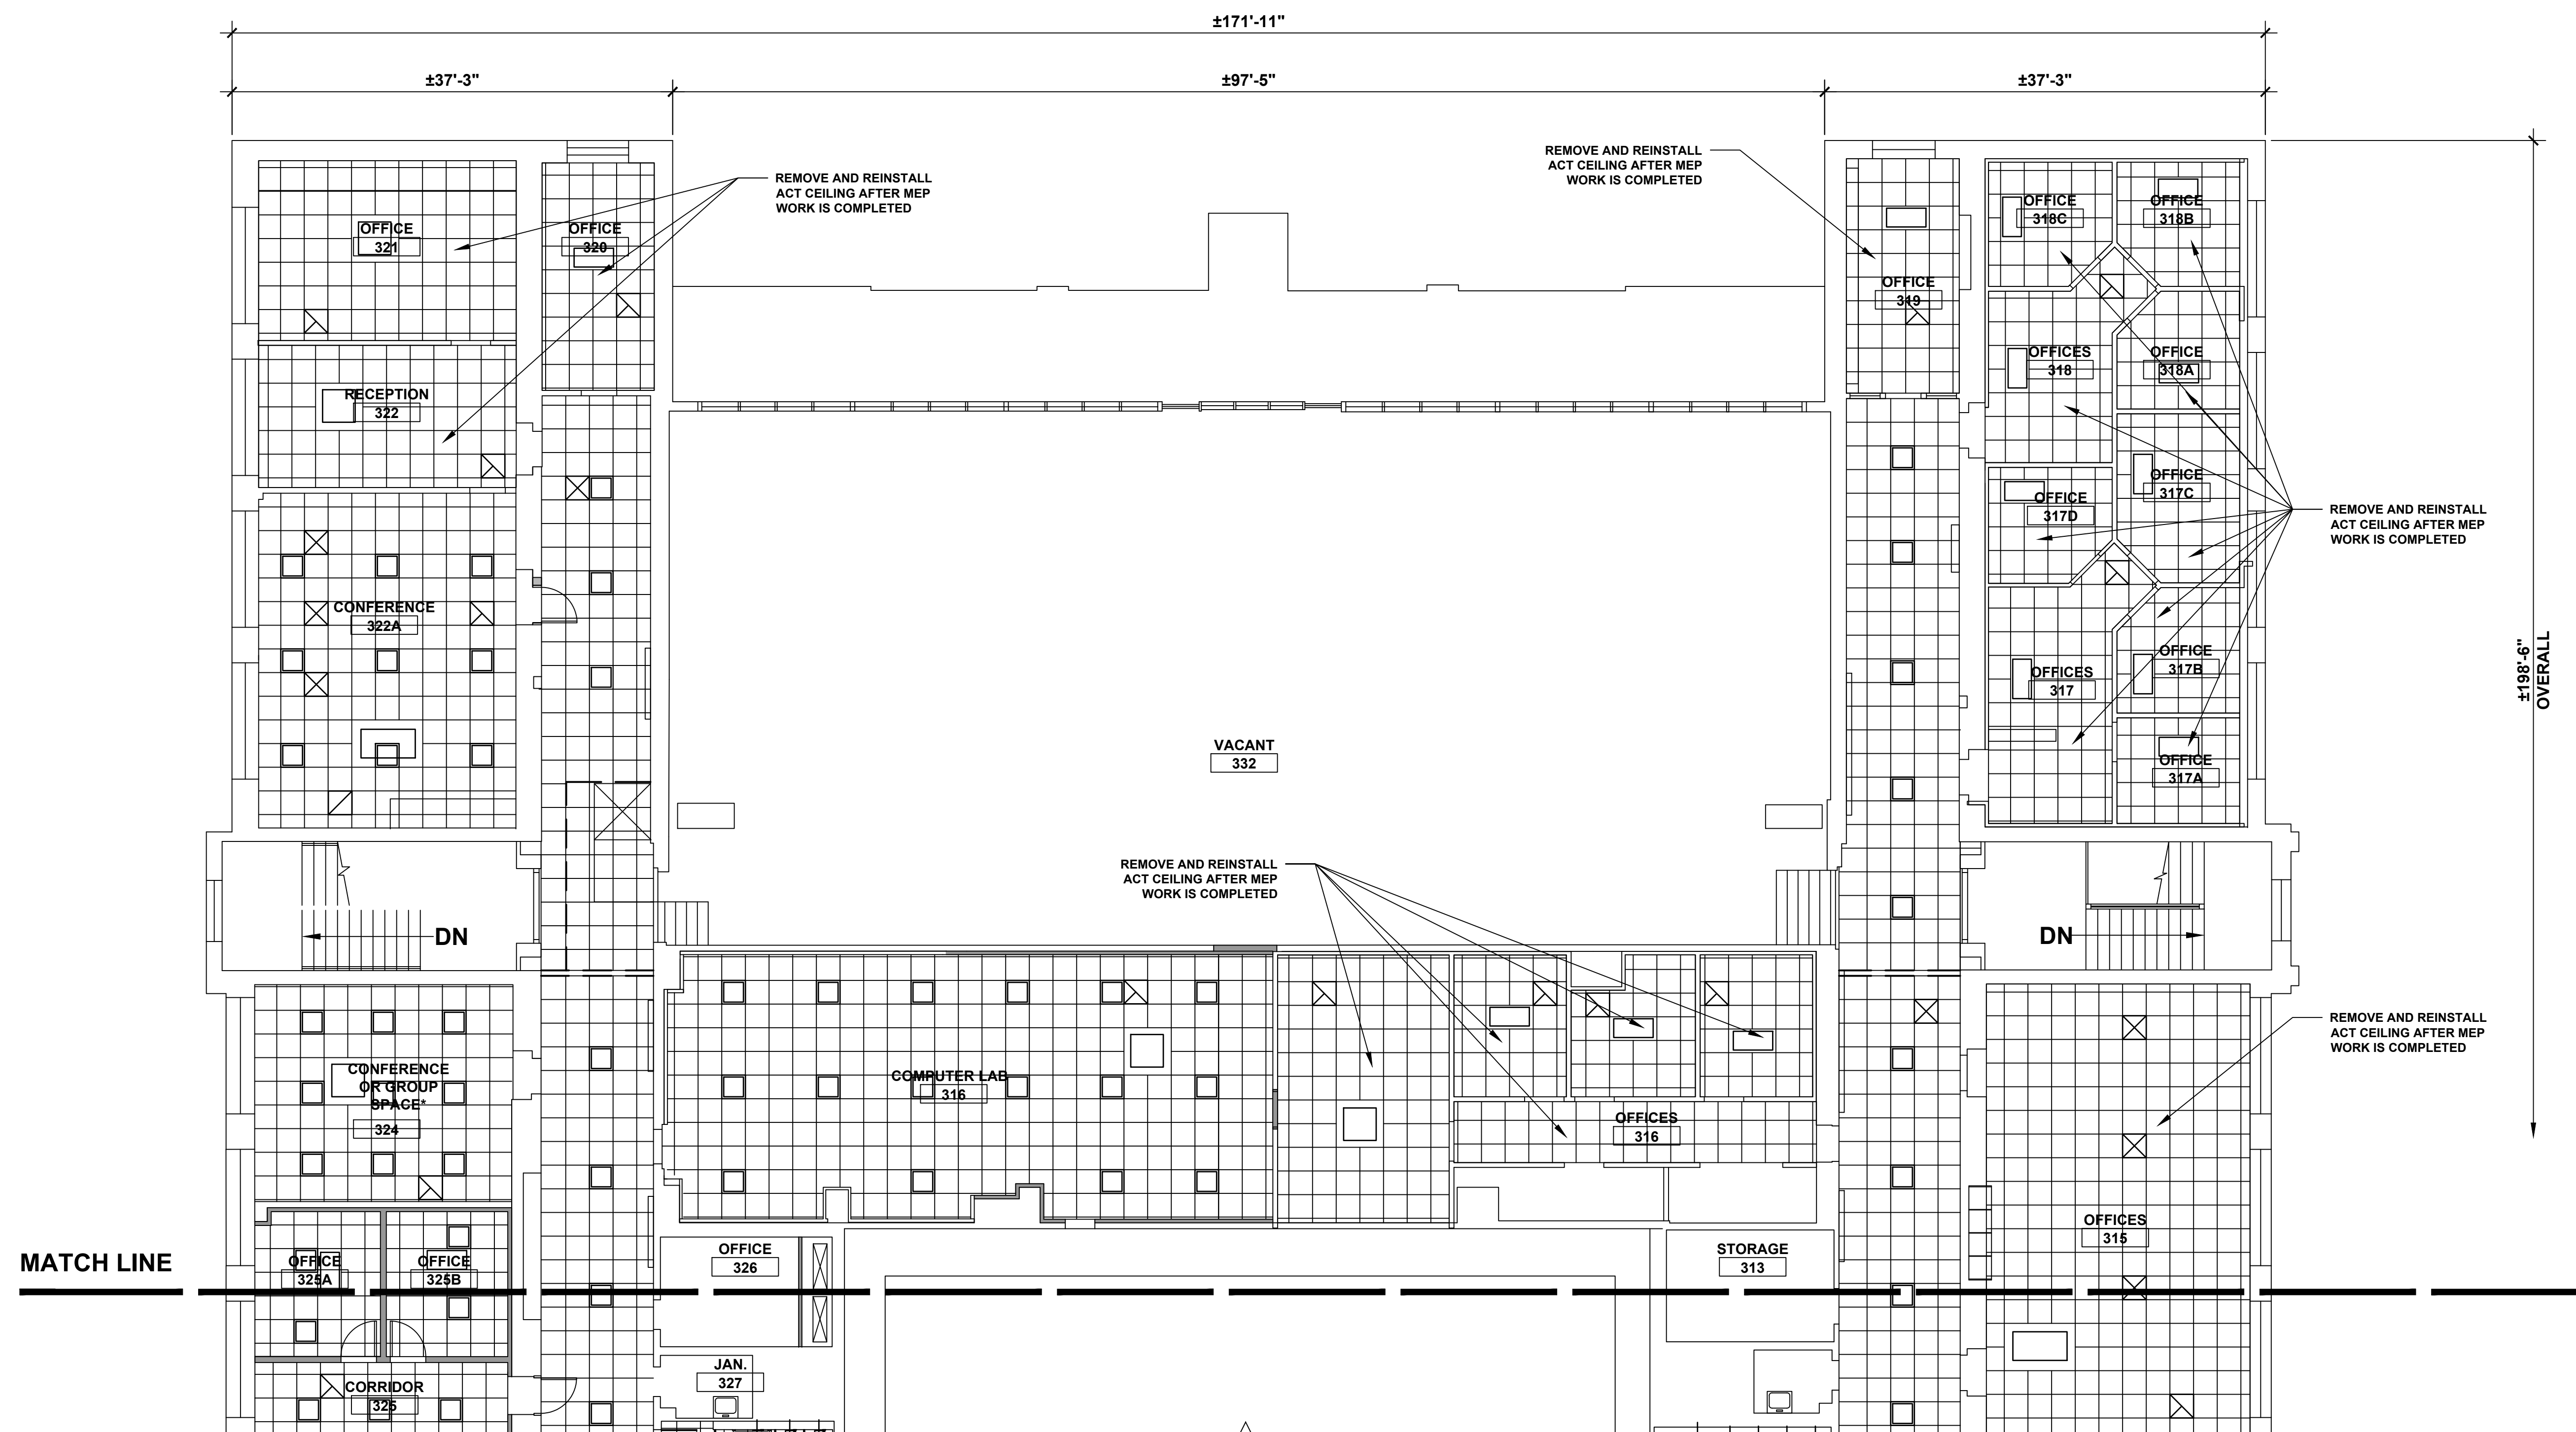 ±171'-11"
±37'-3"
±97'-5"
±37'-3"
REMOVE AND REINSTALL
ACT CEILING AFTER MEP
WORK IS COMPLETED
REMOVE AND REINSTALL
ACT CEILING AFTER MEP
WORK IS COMPLETED
OFFICE
321
OFFICE
320
OFFICE
319
OFFICE
318C
OFFICE
318B
OFFICES
318
OFFICE
318A
RECEPTION
322
OFFICE
317C
OFFICE
317D
REMOVE AND REINSTALL
ACT CEILING AFTER MEP
WORK IS COMPLETED
CONFERENCE
322A
OFFICES
317
OFFICE
317B
±198'-6"
OVERALL
VACANT
332
OFFICE
317A
REMOVE AND REINSTALL
ACT CEILING AFTER MEP
WORK IS COMPLETED
DN
DN
REMOVE AND REINSTALL
ACT CEILING AFTER MEP
WORK IS COMPLETED
CONFERENCE
OR GROUP
SPACE*
324
COMPUTER LAB
316
OFFICES
316
OFFICES
315
MATCH LINE
OFFICE
325A
OFFICE
325B
OFFICE
326
STORAGE
313
JAN.
327
CORRIDOR
325